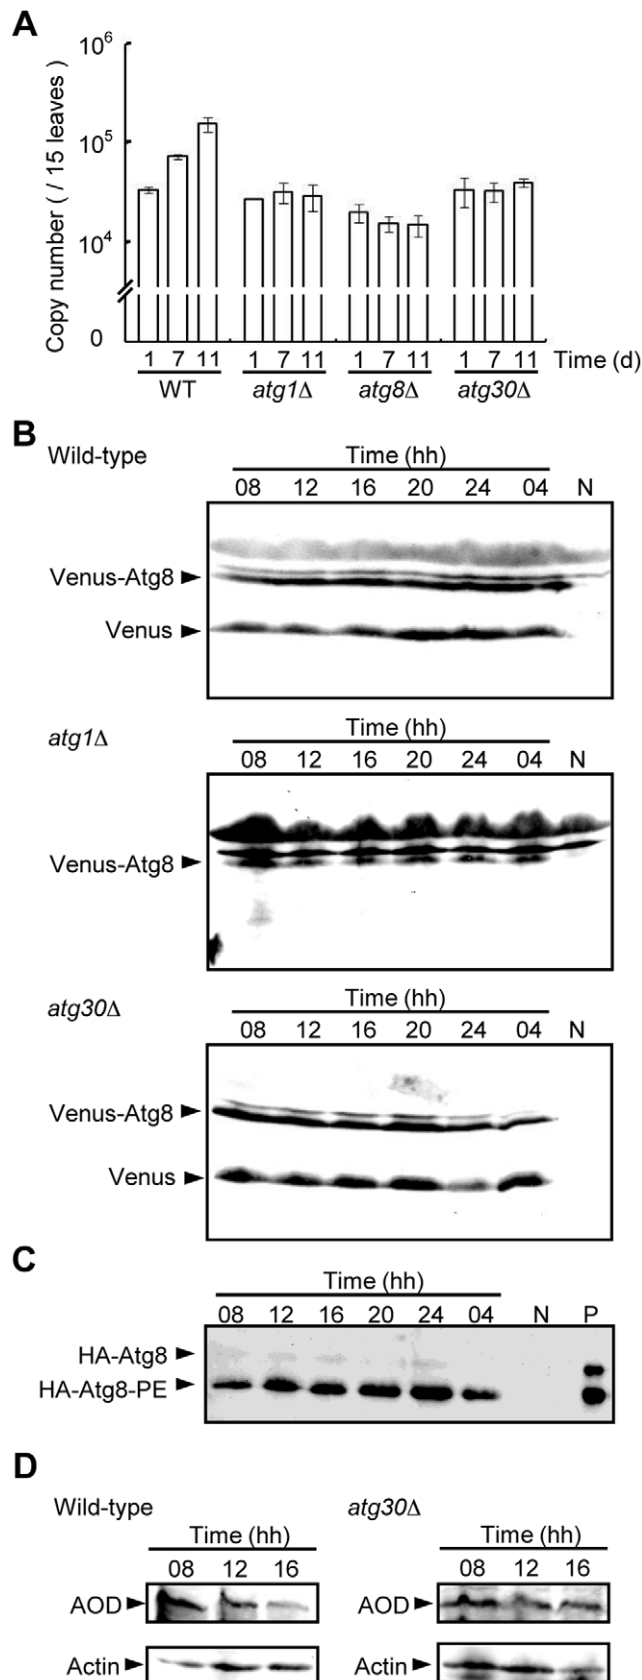 A
Copy number ( / 15 leaves )
10⁶
10⁵
10⁴
0
1 7 11 1 7 11 1 7 11 1 7 11 Time (d)
WT atg1Δ atg8Δ atg30Δ
B
Wild-type
Time (hh)
08 12 16 20 24 04 N
Venus-Atg8
Venus
atg1Δ
Time (hh)
08 12 16 20 24 04 N
Venus-Atg8
atg30Δ
Time (hh)
08 12 16 20 24 04 N
Venus-Atg8
Venus
C
Time (hh)
08 12 16 20 24 04 N P
HA-Atg8
HA-Atg8-PE
D
Wild-type
Time (hh)
08 12 16
AOD
Actin
atg30Δ
Time (hh)
08 12 16
AOD
Actin